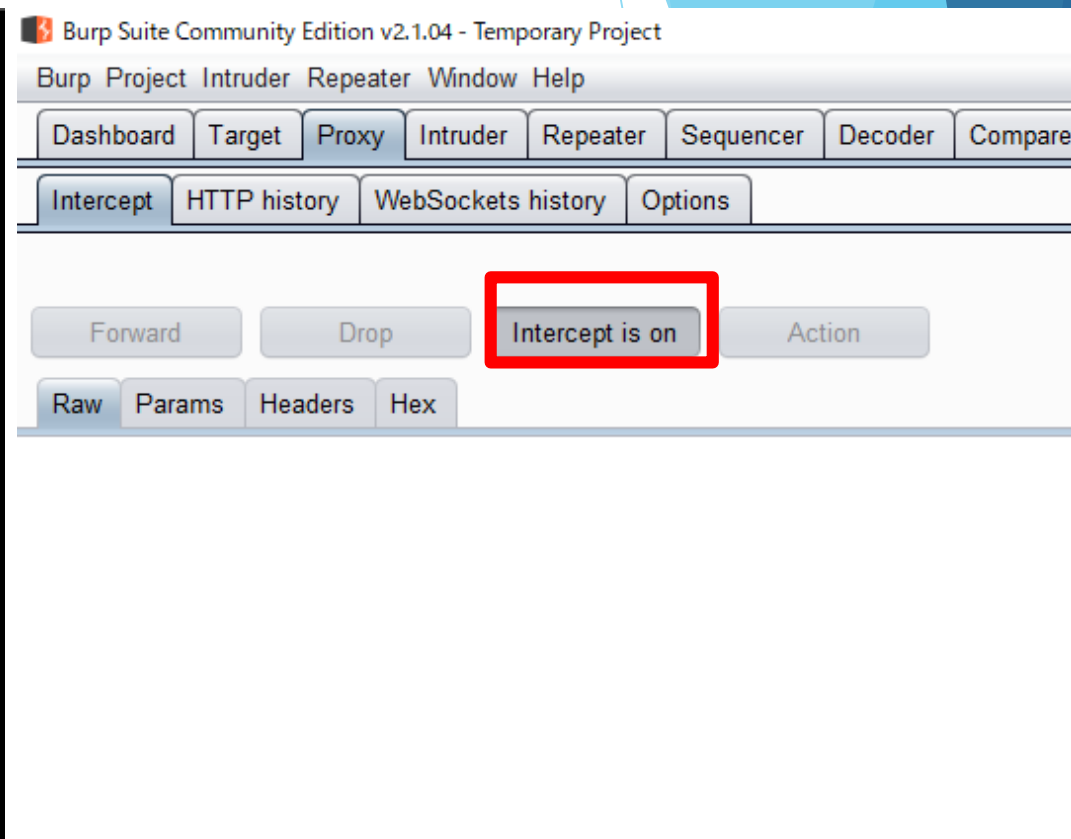 Burp Suite Community Edition v2.1.04 - Temporary Project
Burp Project Intruder Repeater Window Help
Dashboard Target Proxy Intruder Repeater Sequencer Decoder Compare
Intercept HTTP history WebSockets history Options
Forward Drop Intercept is on Action
Raw Params Headers Hex